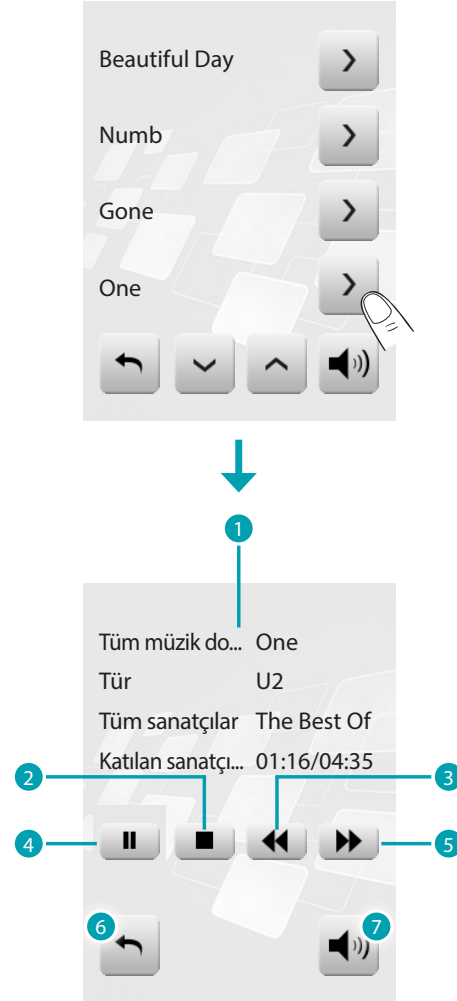 Beautiful Day
Numb
Gone
One
1
Tüm müzik do... One
Tür U2
Tüm sanatçılar The Best Of
Katılan sanatçı... 01:16/04:35
2
3
4
5
6
7